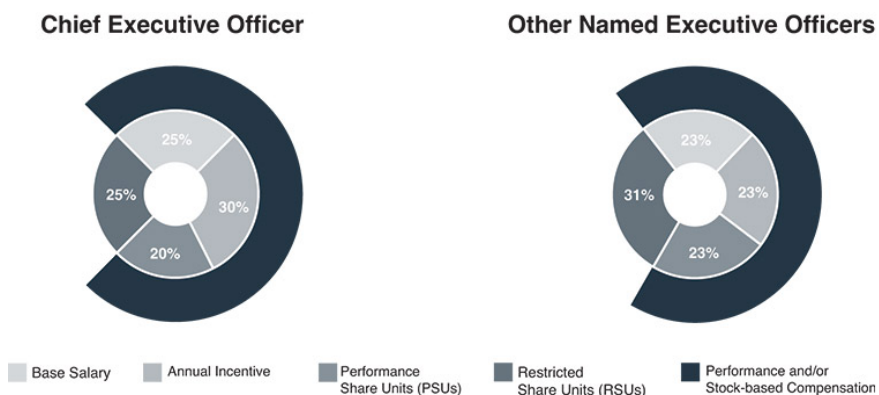 Chief Executive Officer
25%
25%
30%
20%
Other Named Executive Officers
23%
31%
23%
23%
Base Salary
Annual Incentive
Performance
Share Units (PSUs)
Restricted
Share Units (RSUs)
Performance and/or
Stock-based Compensation